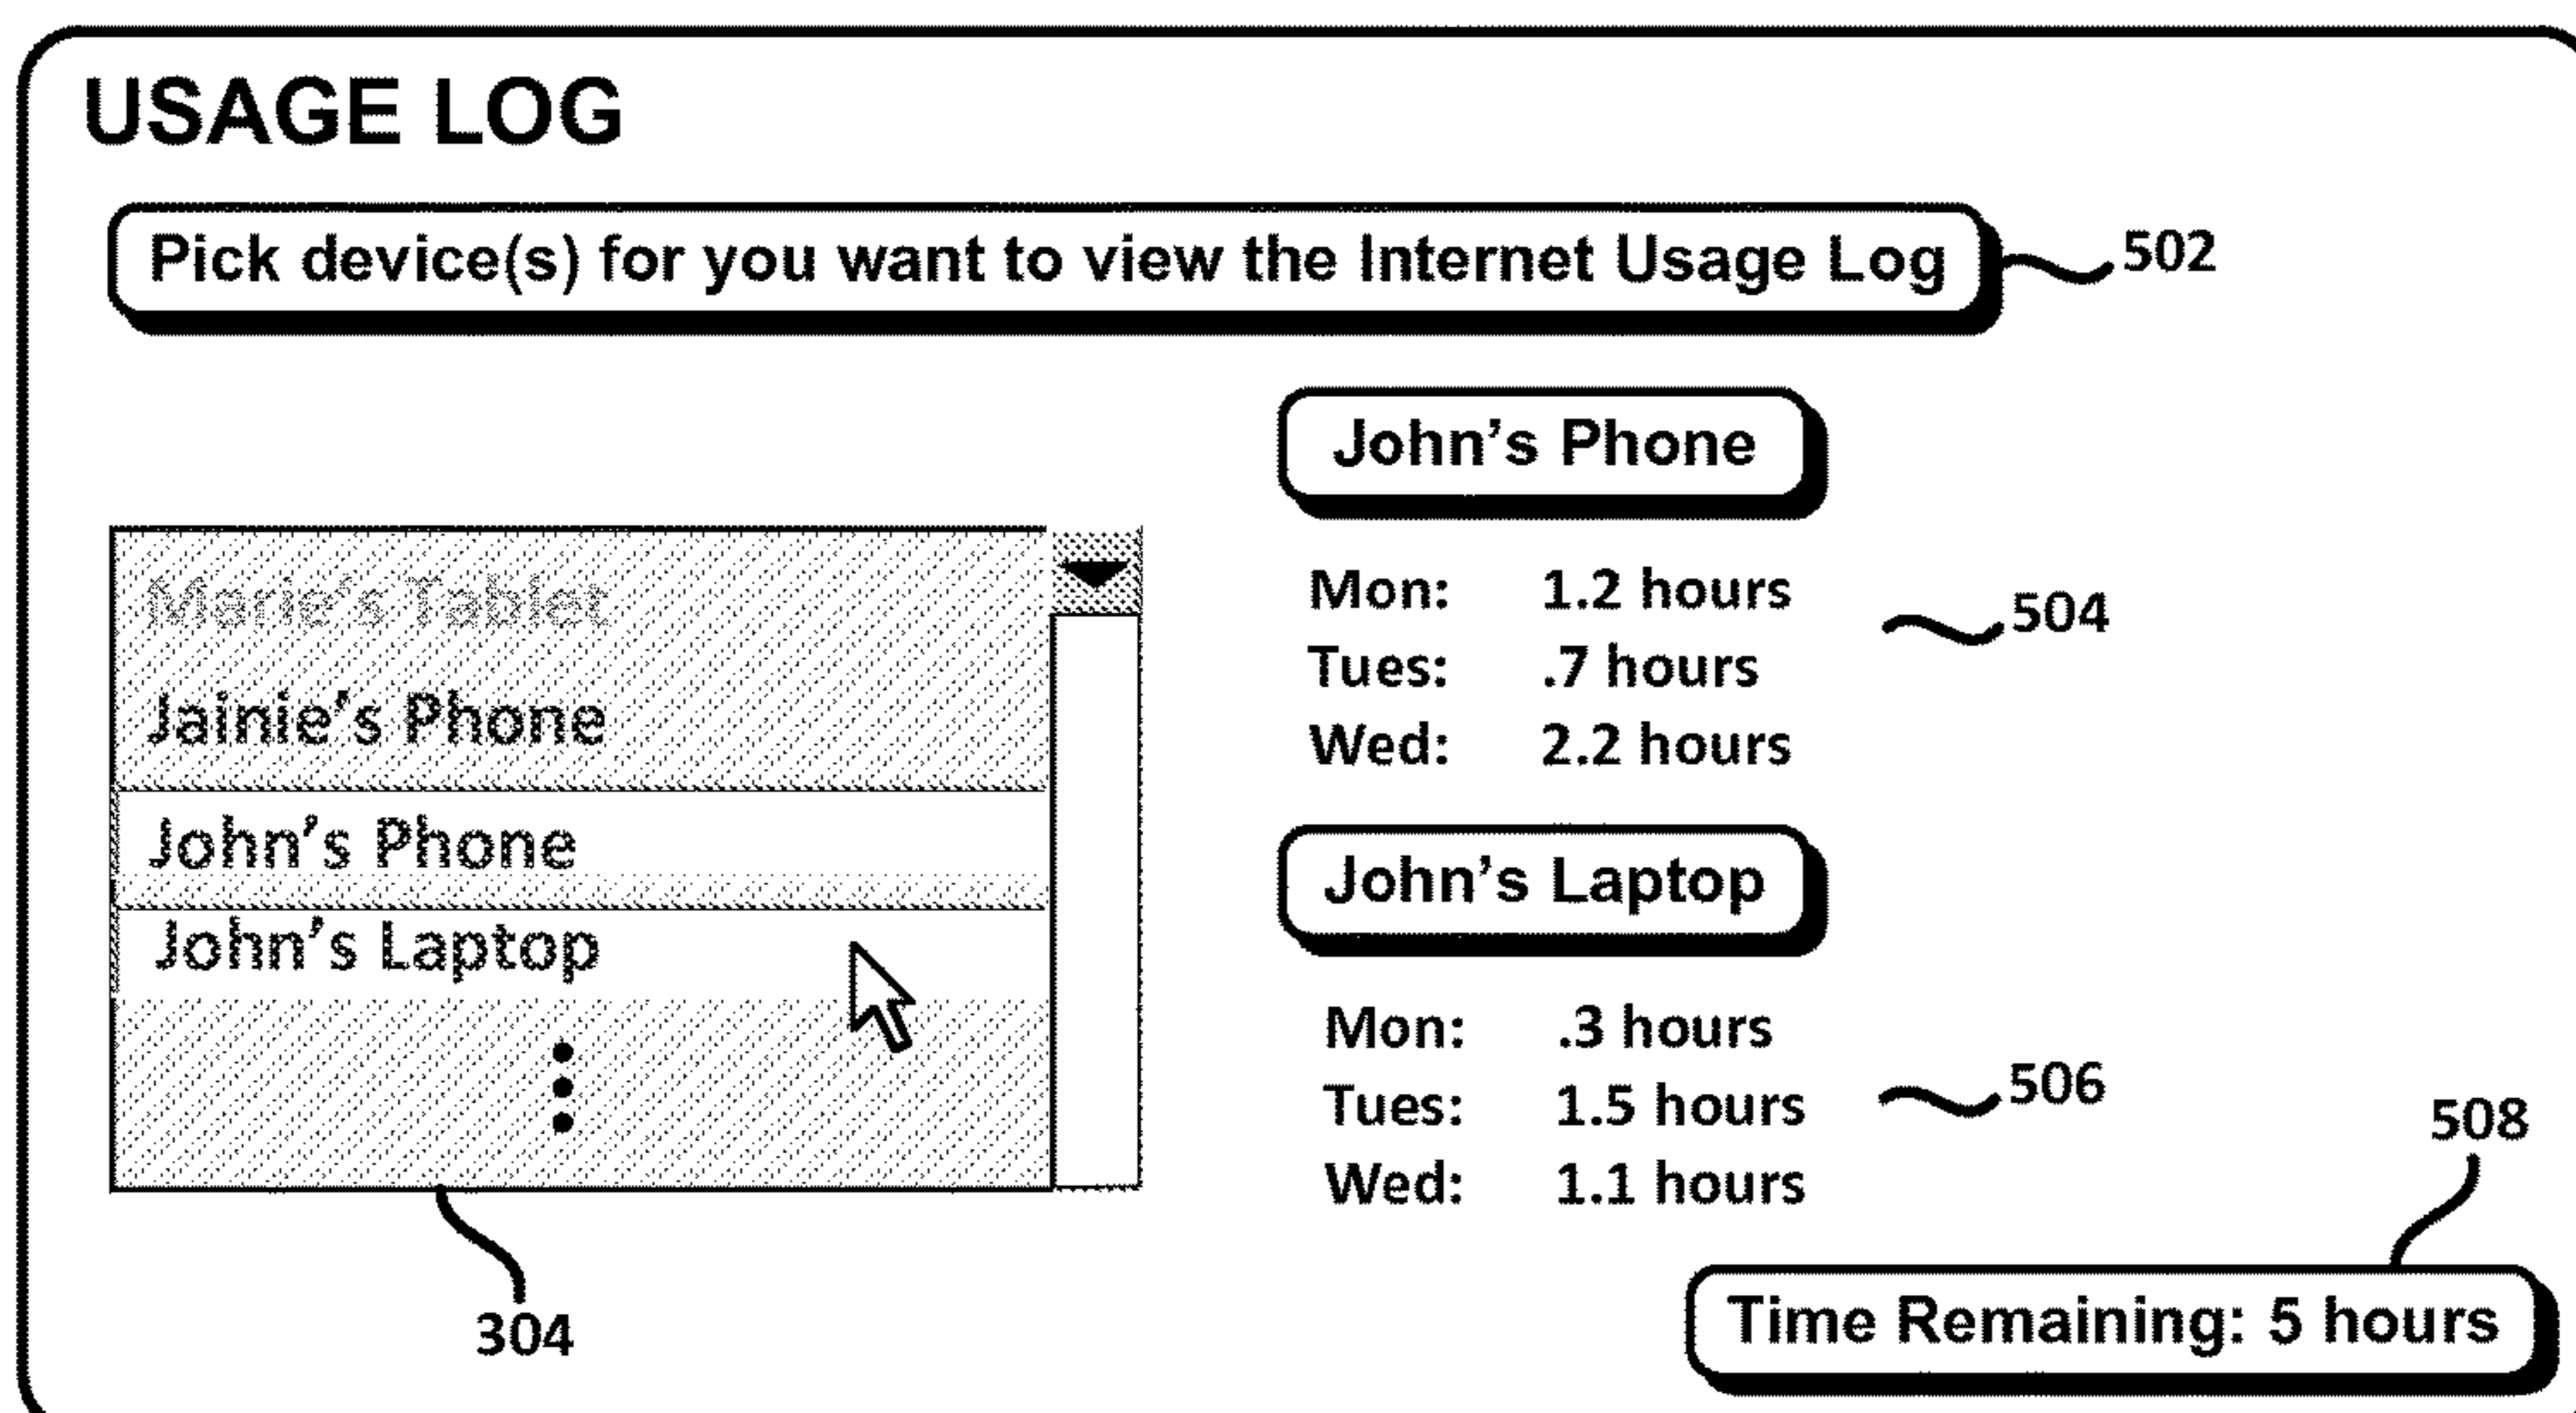 USAGE LOG
Pick device(s) for you want to view the Internet Usage Log
502
Marie's Tablet
Jainie's Phone
John's Phone
John's Laptop
304
John's Phone
Mon: 1.2 hours
Tues: .7 hours
Wed: 2.2 hours
504
John's Laptop
Mon: .3 hours
Tues: 1.5 hours
Wed: 1.1 hours
506
508
Time Remaining: 5 hours